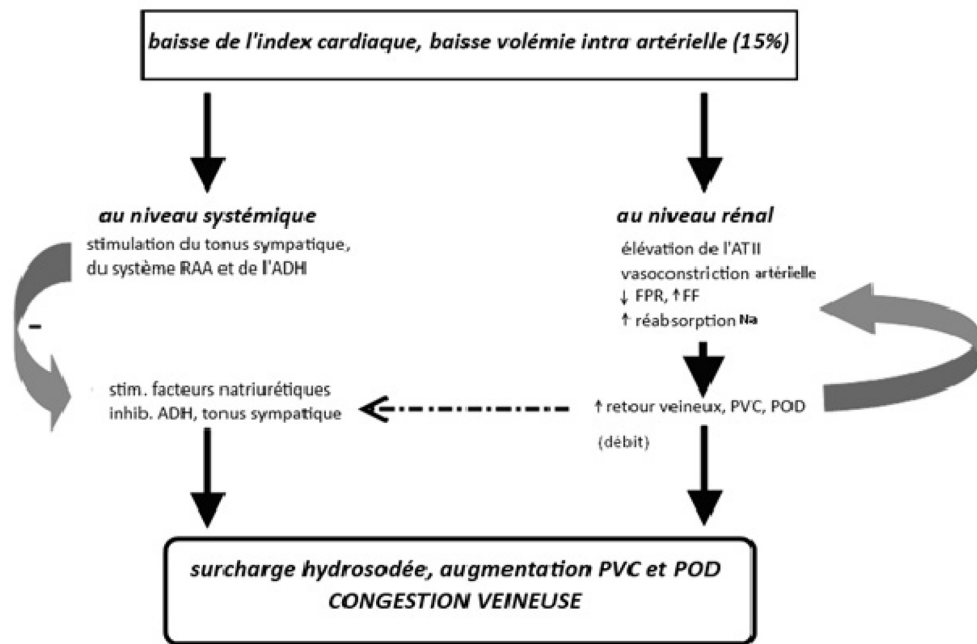 baisse de l'index cardiaque, baisse volémie intra artérielle (15%)
au niveau systémique
stimulation du tonus sympatique,
du système RAA et de l'ADH
-
stim. facteurs natriurétiques
inhib. ADH, tonus sympatique
au niveau rénal
élévation de l'ATII
vasoconstriction artérielle
↓ FPR, ↑FF
↑ réabsorption Na
↑ retour veineux, PVC, POD
(débit)
surcharge hydrosodée, augmentation PVC et POD
CONGESTION VEINEUSE